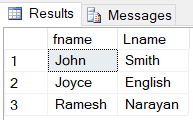 Results Messages
fname Lname
1 John Smith
2 Joyce English
3 Ramesh Narayan